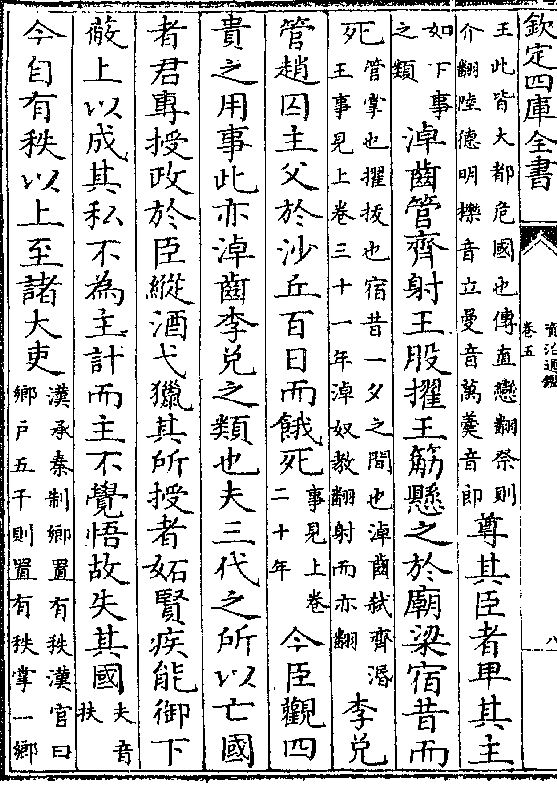 欽定四庫全書
資治通鑑
卷五
八
王此皆大都危國也傳直戀翻祭則
介翻陸德明櫟音立曼音萬羹音即
尊其臣者卑其主
如下事
之類
淖齒管齊射王股擢王筋懸之於廟梁宿昔而
死
管掌也擢拔也宿昔一夕之間也淖齒弒齊湣
王事見上卷三十一年淖奴教翻射而亦翻
李兌
管趙囚主父於沙丘百日而餓死
事見上卷
二十年
今臣觀四
貴之用事此亦淖齒李兌之類也夫三代之所以亡國
者君專授政於臣縱酒弋獵其所授者妬賢疾能御下
蔽上以成其私不為主計而主不覺悟故失其國
夫音
扶
今自有秩以上至諸大吏
漢承秦制鄉置有秩漢官曰
鄉戶五千則置有秩掌一鄉